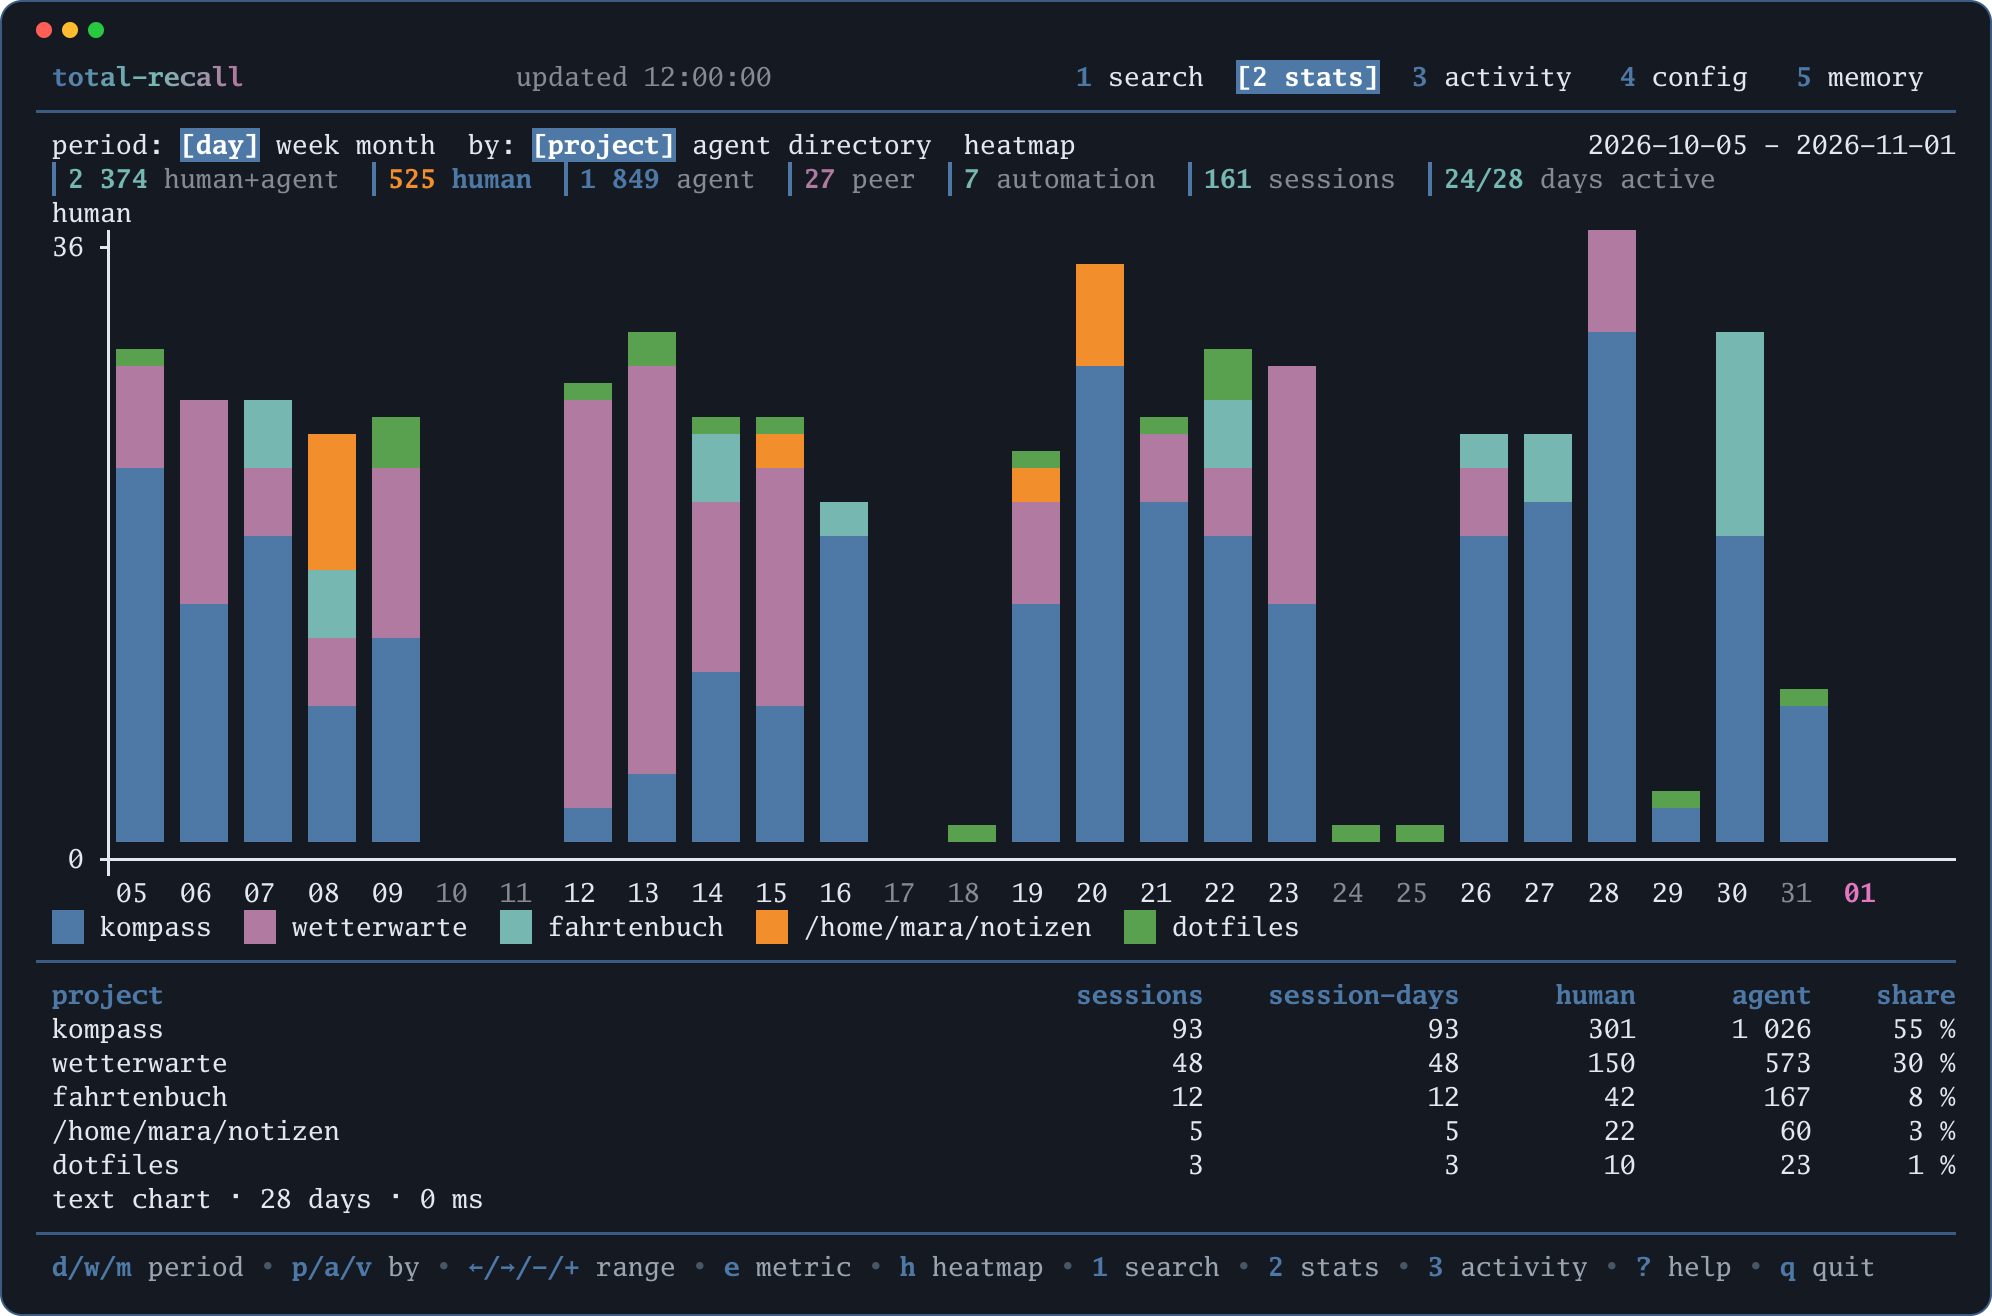 total-recall updated 12:00:00 1 search [2 stats] 3 activity 4 config 5 memory
period: [day] week month by: [project] agent directory heatmap 2026-10-05 – 2026-11-01
2 374 human+agent 525 human 1 849 agent 27 peer 7 automation 161 sessions 24/28 days active
human
36
0
05 06 07 08 09 10 11 12 13 14 15 16 17 18 19 20 21 22 23 24 25 26 27 28 29 30 31 01
kompass wetterwarte fahrtenbuch /home/mara/notizen dotfiles
project sessions session-days human agent share
kompass 93 93 301 1 026 55 %
wetterwarte 48 48 150 573 30 %
fahrtenbuch 12 12 42 167 8 %
/home/mara/notizen 5 5 22 60 3 %
dotfiles 3 3 10 23 1 %
text chart · 28 days · 0 ms
d/w/m period • p/a/v by • ←/→/-/+ range • e metric • h heatmap • 1 search • 2 stats • 3 activity • ? help • q quit